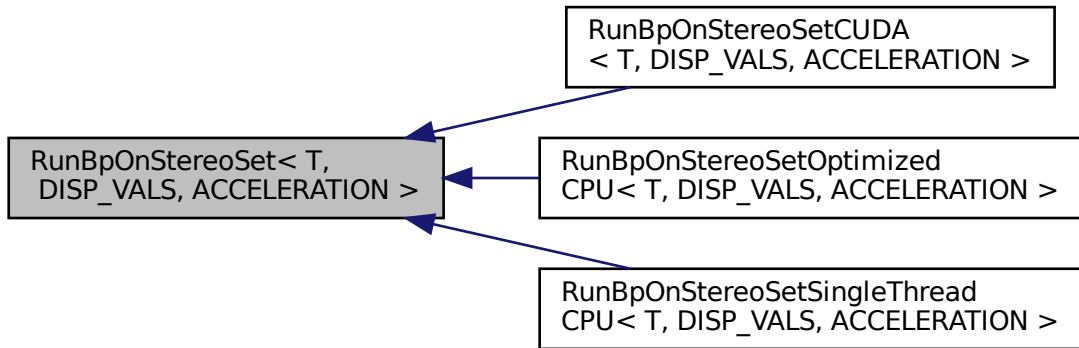 RunBpOnStereoSetCUDA
< T, DISP_VALS, ACCELERATION >
RunBpOnStereoSet< T,
DISP_VALS, ACCELERATION >
RunBpOnStereoSetOptimized
CPU< T, DISP_VALS, ACCELERATION >
RunBpOnStereoSetSingleThread
CPU< T, DISP_VALS, ACCELERATION >